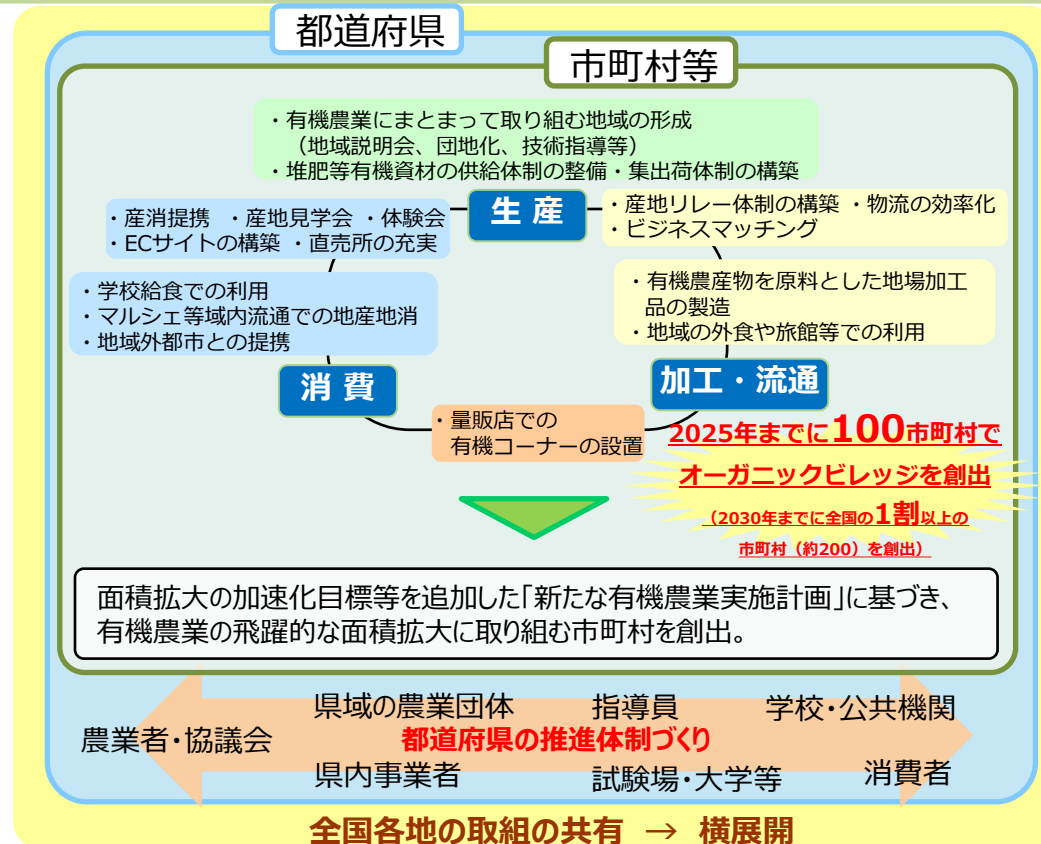 都道府県
市町村等
・有機農業にまとまって取り組む地域の形成
（地域説明会、団地化、技術指導等）
・堆肥等有機資材の供給体制の整備・集出荷体制の構築
生 産
・産消提携 ・産地見学会 ・体験会
・ECサイトの構築 ・直売所の充実
・産地リレー体制の構築 ・物流の効率化
・ビジネスマッチング
・学校給食での利用
・マルシェ等域内流通での地産地消
・地域外都市との提携
・有機農産物を原料とした地場加工
品の製造
・地域の外食や旅館等での利用
消 費
加工・流通
・量販店での
有機コーナーの設置
2025年までに100市町村で
オーガニックビレッジを創出
（2030年までに全国の1割以上の
市町村（約200）を創出）
面積拡大の加速化目標等を追加した「新たな有機農業実施計画」に基づき、
有機農業の飛躍的な面積拡大に取り組む市町村を創出。
県域の農業団体 指導員 学校・公共機関
農業者・協議会 都道府県の推進体制づくり
県内事業者 試験場・大学等 消費者
全国各地の取組の共有 → 横展開